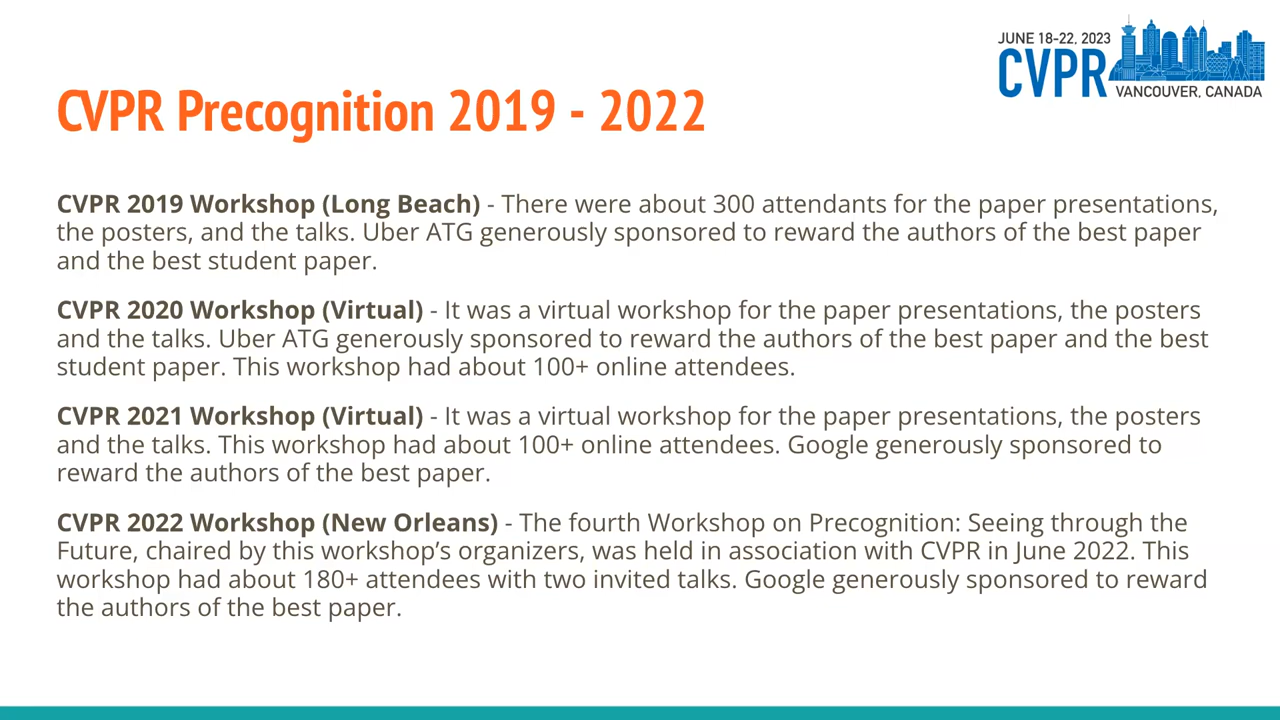 JUNE 18-22, 2023
CVPR
VANCOUVER, CANADA
CVPR Precognition 2019 - 2022
CVPR 2019 Workshop (Long Beach) - There were about 300 attendants for the paper presentations,
the posters, and the talks. Uber ATG generously sponsored to reward the authors of the best paper
and the best student paper.
CVPR 2020 Workshop (Virtual) - It was a virtual workshop for the paper presentations, the posters
and the talks. Uber ATG generously sponsored to reward the authors of the best paper and the best
student paper. This workshop had about 100+ online attendees.
CVPR 2021 Workshop (Virtual) - It was a virtual workshop for the paper presentations, the posters
and the talks. This workshop had about 100+ online attendees. Google generously sponsored to
reward the authors of the best paper.
CVPR 2022 Workshop (New Orleans) - The fourth Workshop on Precognition: Seeing through the
Future, chaired by this workshop’s organizers, was held in association with CVPR in June 2022. This
workshop had about 180+ attendees with two invited talks. Google generously sponsored to reward
the authors of the best paper.